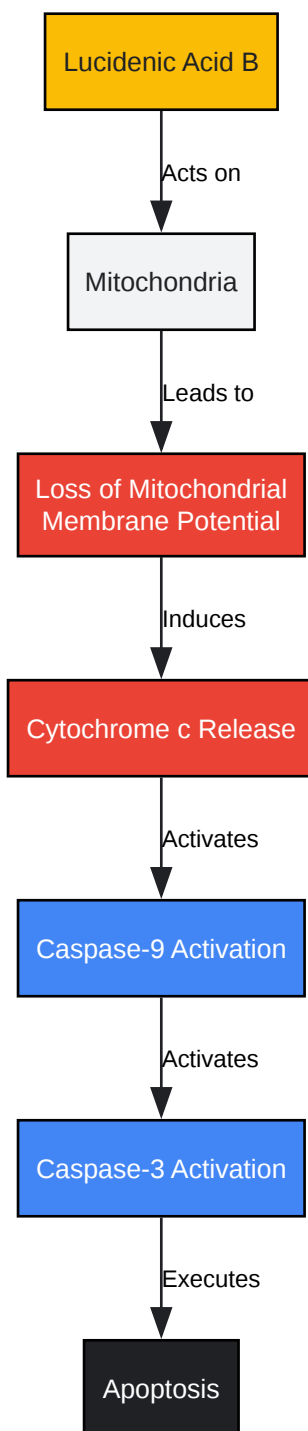 Lucidenic Acid B
Acts on
Mitochondria
Leads to
Loss of Mitochondrial
Membrane Potential
Induces
Cytochrome c Release
Activates
Caspase-9 Activation
Activates
Caspase-3 Activation
Executes
Apoptosis